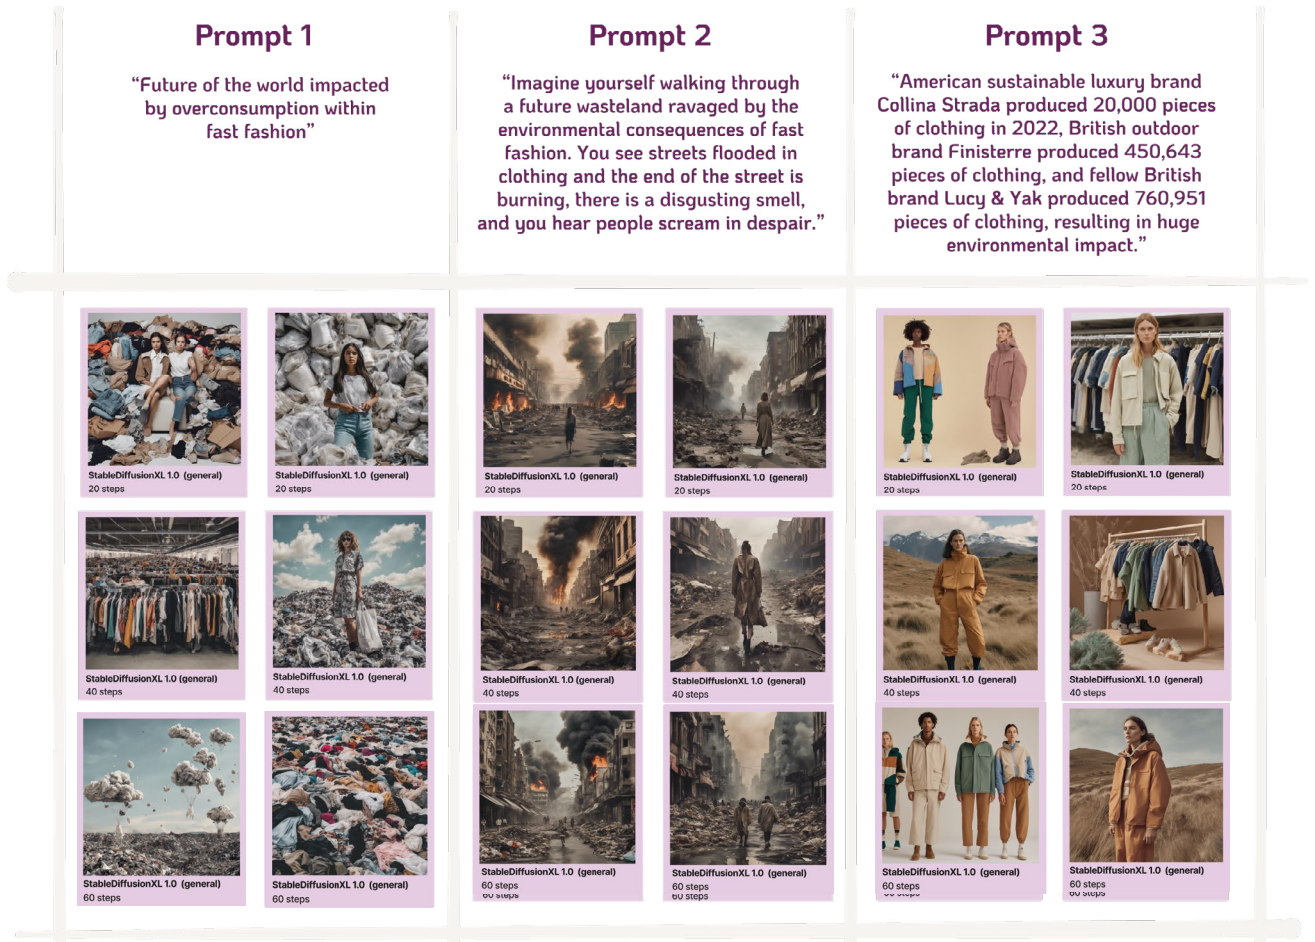 Prompt 1
“Future of the world impacted
by overconsumption within
fast fashion”
Prompt 2
“Imagine yourself walking through
a future wasteland ravaged by the
environmental consequences of fast
fashion. You see streets flooded in
clothing and the end of the street is
burning, there is a disgusting smell,
and you hear people scream in despair.”
Prompt 3
“American sustainable luxury brand
Collina Strada produced 20,000 pieces
of clothing in 2022, British outdoor
brand Finisterre produced 450,643
pieces of clothing, and fellow British
brand Lucy & Yak produced 760,951
pieces of clothing, resulting in huge
environmental impact.”
StableDiffusionXL 1.0 (general)
20 steps
StableDiffusionXL 1.0 (general)
20 steps
StableDiffusionXL 1.0 (general)
40 steps
StableDiffusionXL 1.0 (general)
40 steps
StableDiffusionXL 1.0 (general)
60 steps
StableDiffusionXL 1.0 (general)
60 steps
StableDiffusionXL 1.0 (general)
20 steps
StableDiffusionXL 1.0 (general)
20 steps
StableDiffusionXL 1.0 (general)
40 steps
StableDiffusionXL 1.0 (general)
40 steps
StableDiffusionXL 1.0 (general)
60 steps
60 steps
StableDiffusionXL 1.0 (general)
60 steps
60 steps
StableDiffusionXL 1.0 (general)
20 steps
StableDiffusionXL 1.0 (general)
20 steps
StableDiffusionXL 1.0 (general)
40 steps
StableDiffusionXL 1.0 (general)
40 steps
StableDiffusionXL 1.0 (general)
60 steps
60 steps
StableDiffusionXL 1.0 (general)
60 steps
60 steps